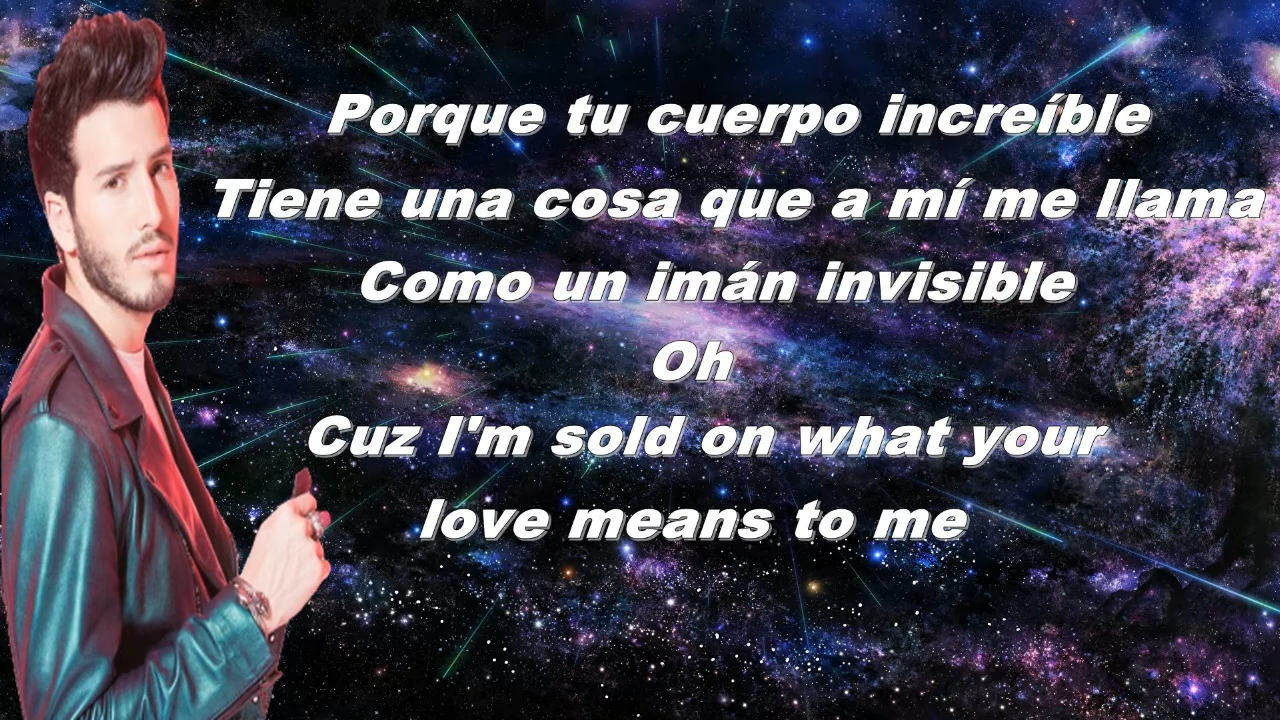 Porque tu cuerpo increíble
Tiene una cosa que a mí me llama
Como un imán invisible
Oh
Cuz I'm sold on what your
love means to me